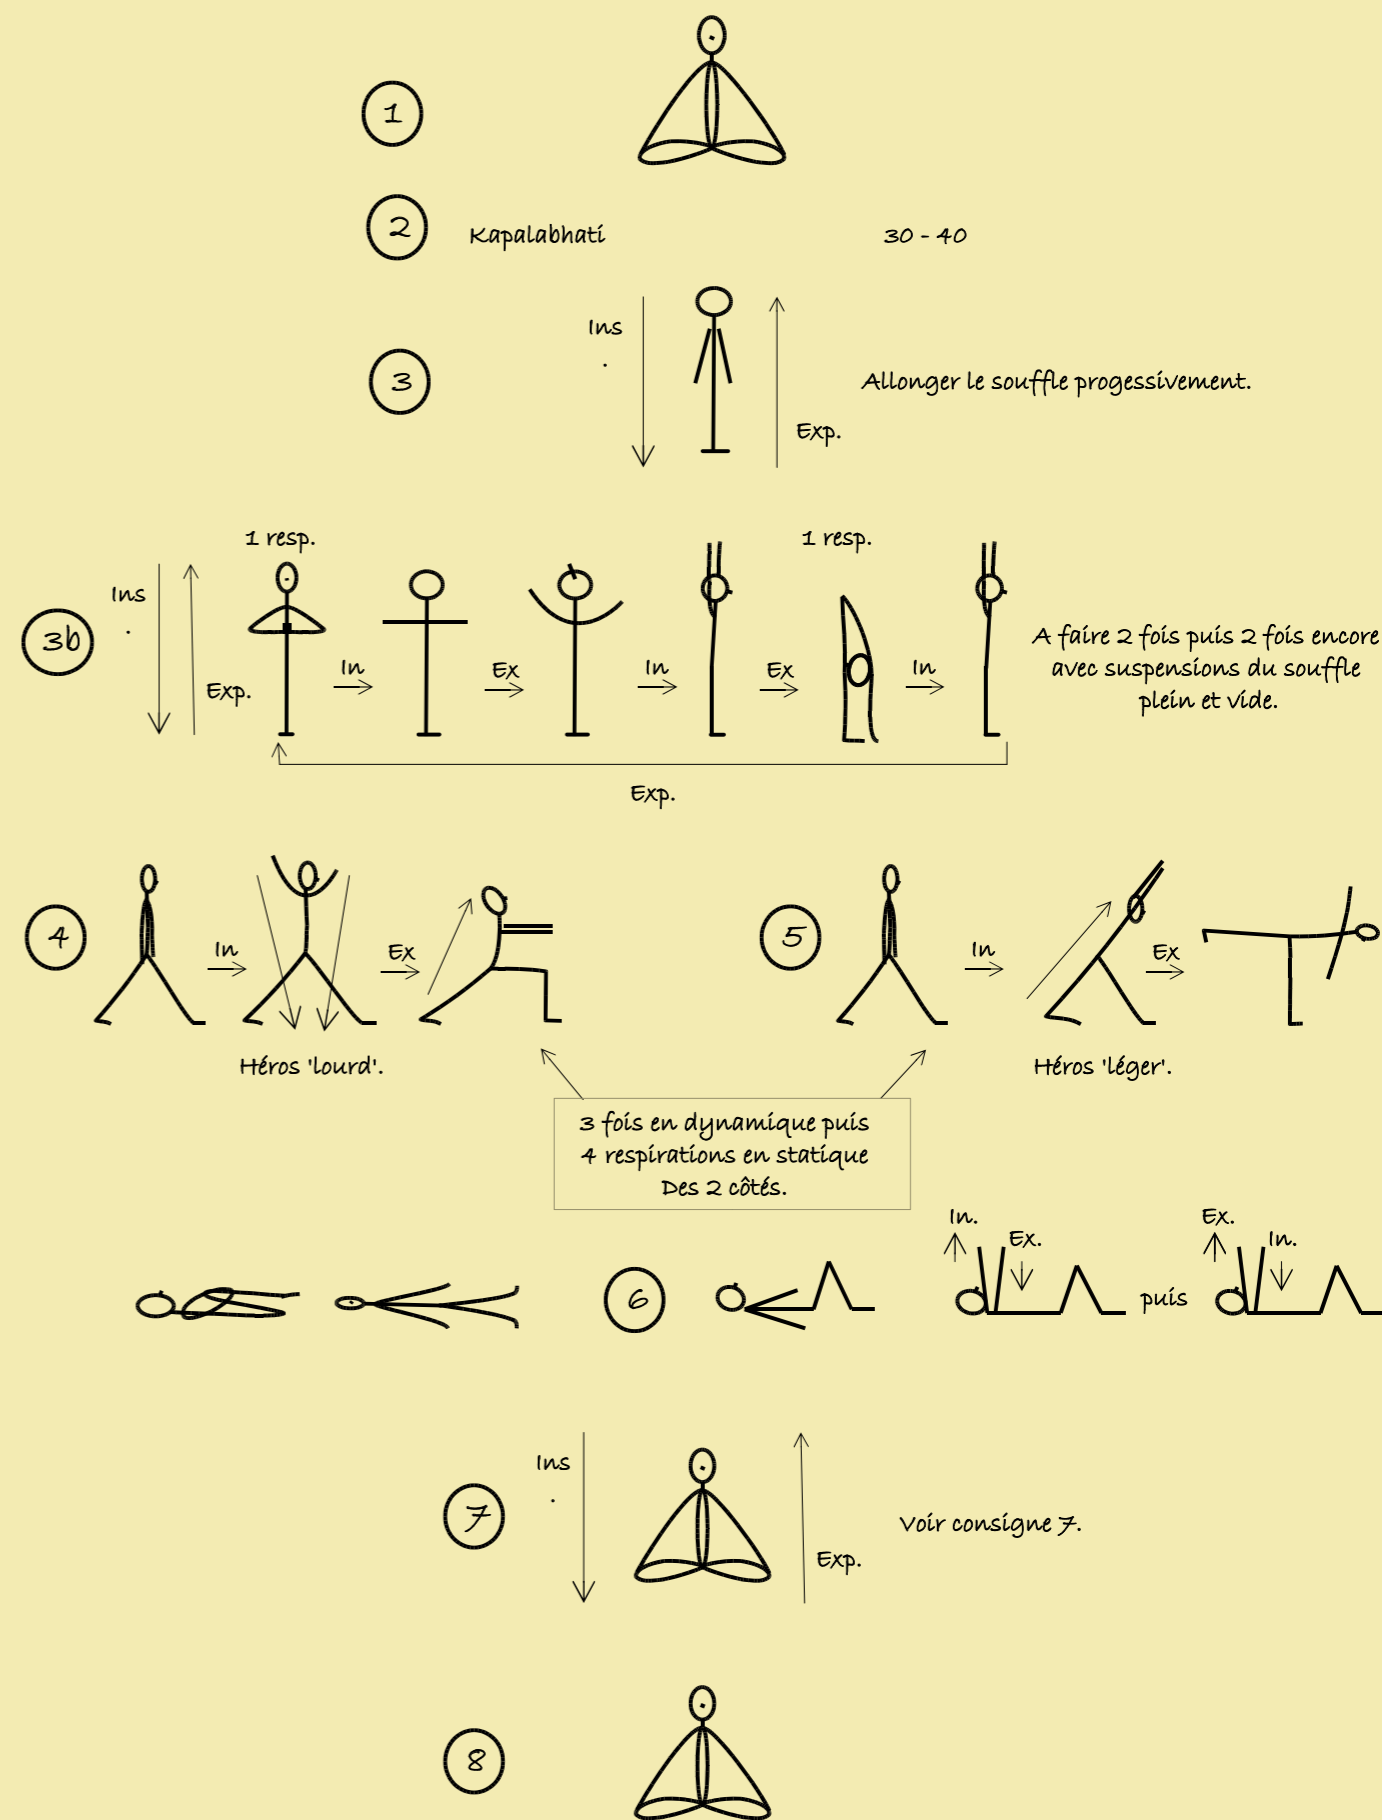 1
2
Kapalabhati
30 - 40
Ins
.
3
Allonger le souffle progessivement.
Exp.
1 resp.
1 resp.
Ins
.
3b
A faire 2 fois puis 2 fois encore
avec suspensions du souffle
plein et vide.
In
Ex
In
Ex
In
Exp.
Exp.
4
In
Ex
5
In
Ex
Héros 'lourd'.
Héros 'léger'.
3 fois en dynamique puis
4 respirations en statique
Des 2 côtés.
In.
Ex.
Ex.
In.
6
puis
Ins
.
7
Voir consigne 7.
Exp.
8